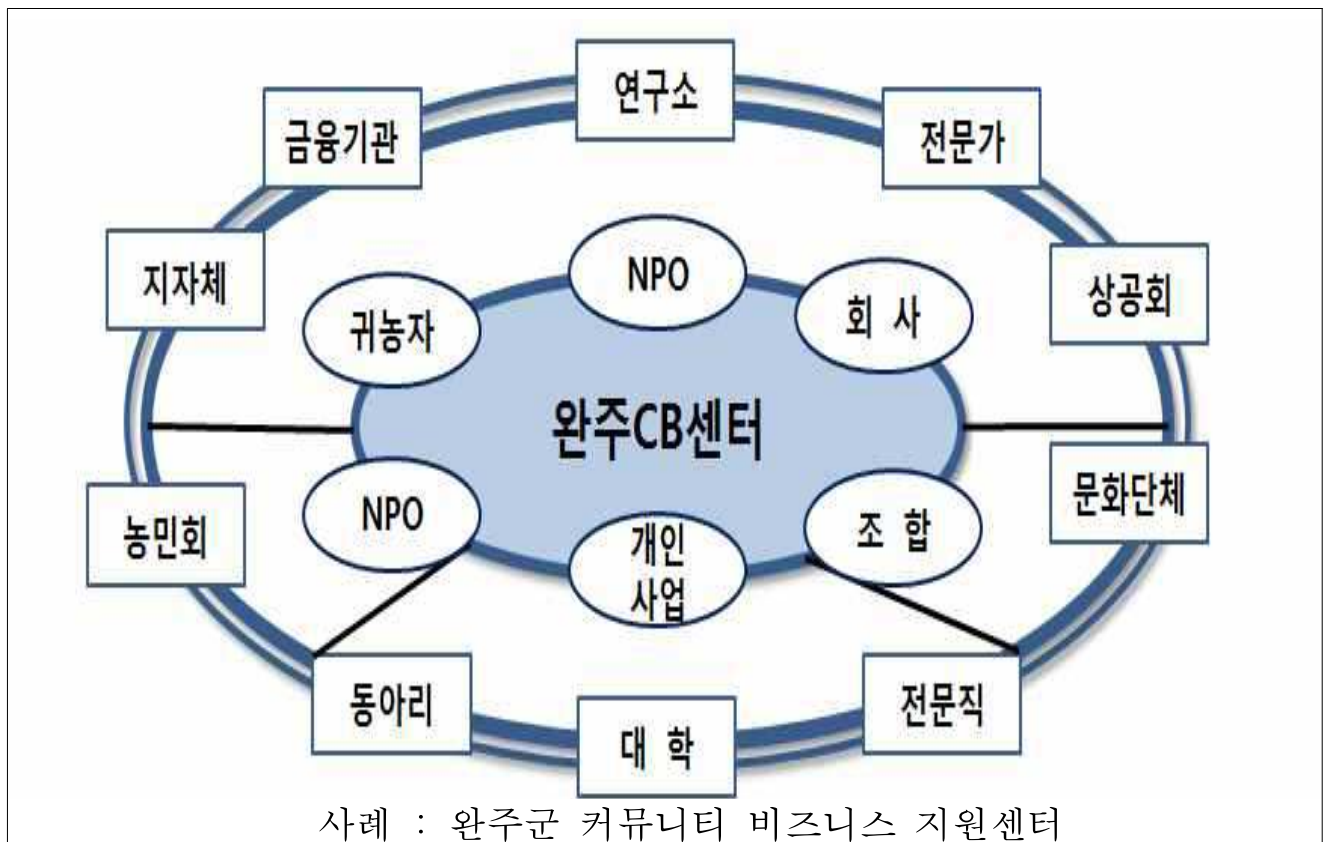 연구소
금융기관
전문가
지자체
상공회
NPO
귀농자
회 사
완주CB센터
NPO
조 합
개인
사업
농민회
문화단체
동아리
전문직
대 학
사례 : 완주군 커뮤니티 비즈니스 지원센터